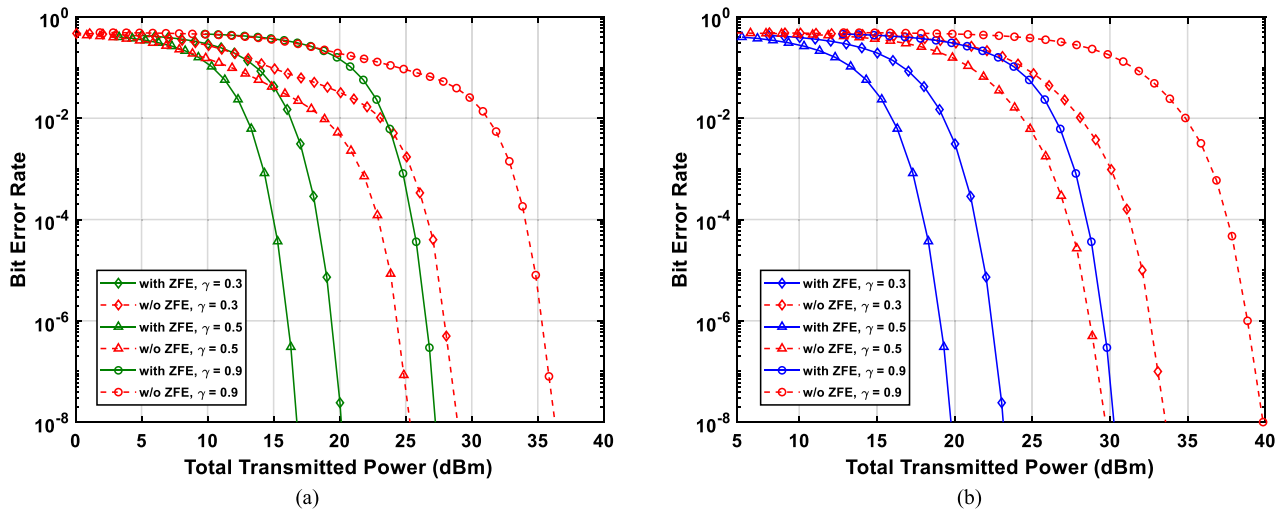 10^0
10^-2
10^-4
10^-6
10^-8
Bit Error Rate
with ZFE, γ = 0.3
w/o ZFE, γ = 0.3
with ZFE, γ = 0.5
w/o ZFE, γ = 0.5
with ZFE, γ = 0.9
w/o ZFE, γ = 0.9
0 5 10 15 20 25 30 35 40
Total Transmitted Power (dBm)
(a)
10^0
10^-2
10^-4
10^-6
10^-8
Bit Error Rate
with ZFE, γ = 0.3
w/o ZFE, γ = 0.3
with ZFE, γ = 0.5
w/o ZFE, γ = 0.5
with ZFE, γ = 0.9
w/o ZFE, γ = 0.9
5 10 15 20 25 30 35 40
Total Transmitted Power (dBm)
(b)